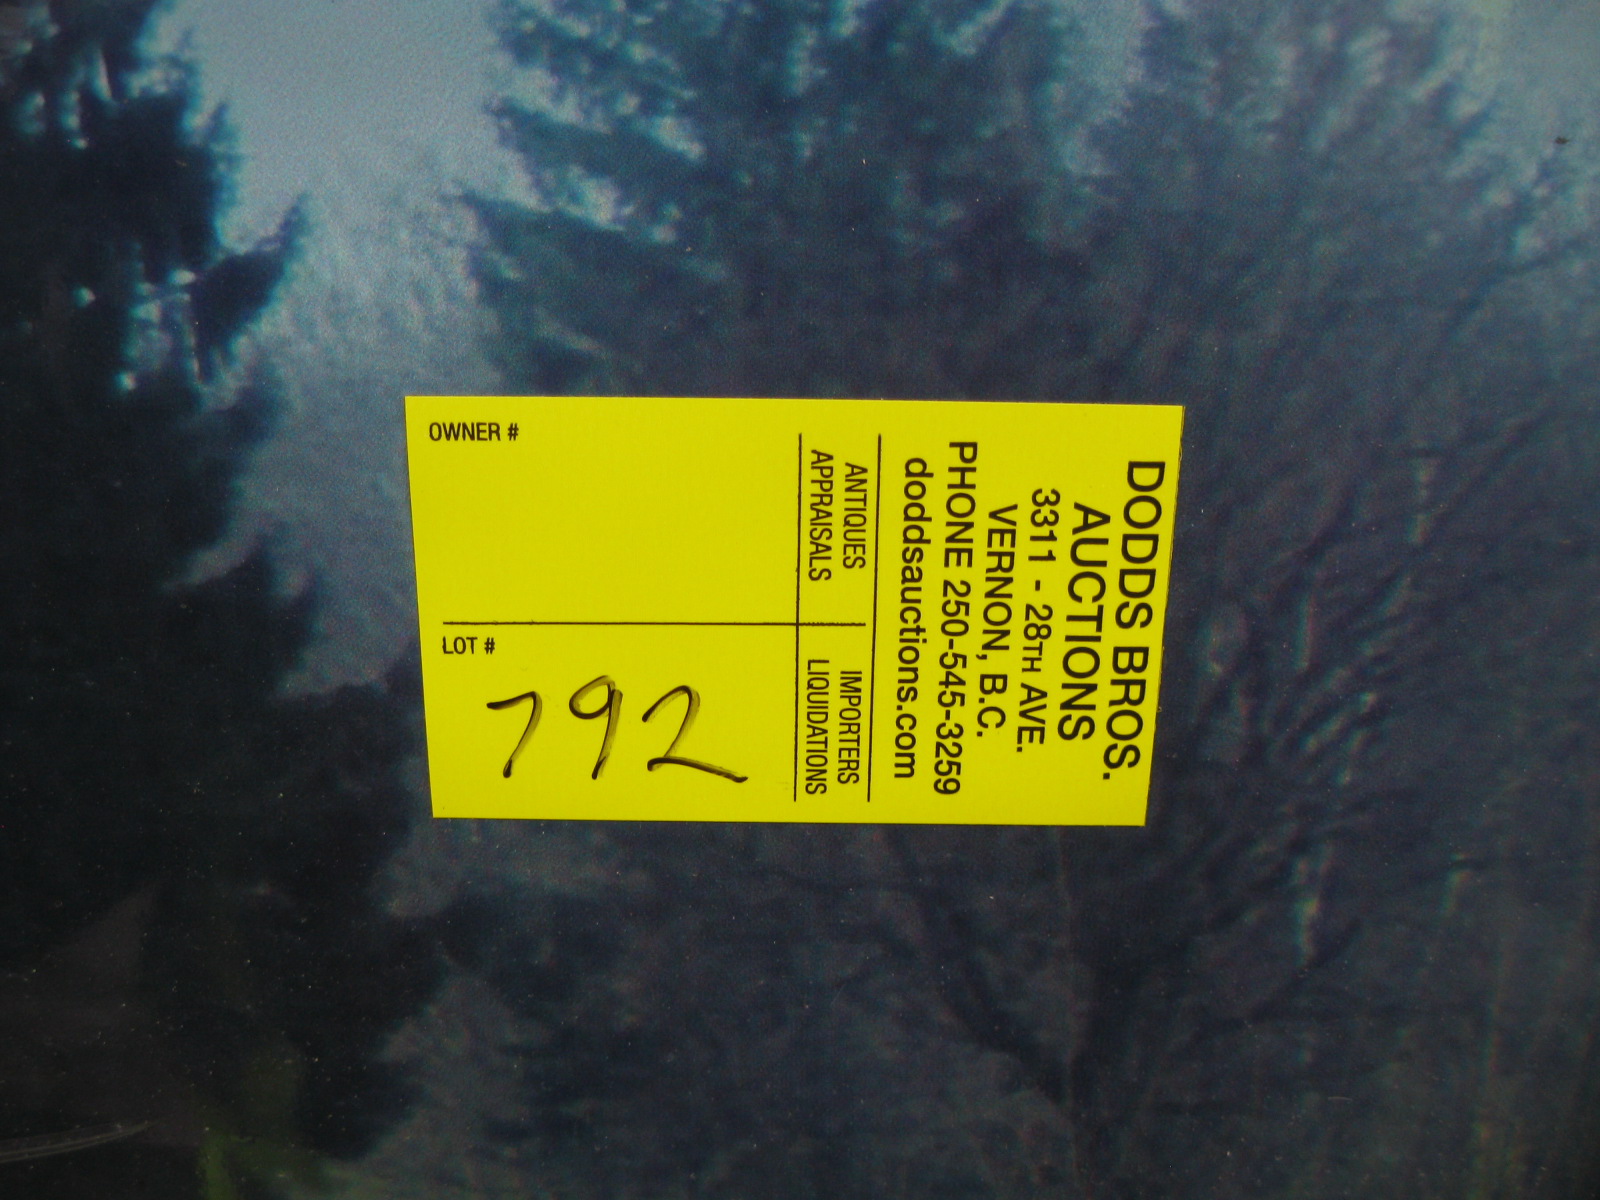 DODDS BROS.
AUCTIONS
3311 - 28TH AVE.
VERNON, B.C.
PHONE 250-545-3259
doddsauctions.com
ANTIQUES IMPORTERS
APPRAISALS LIQUIDATIONS
OWNER #
LOT #
792